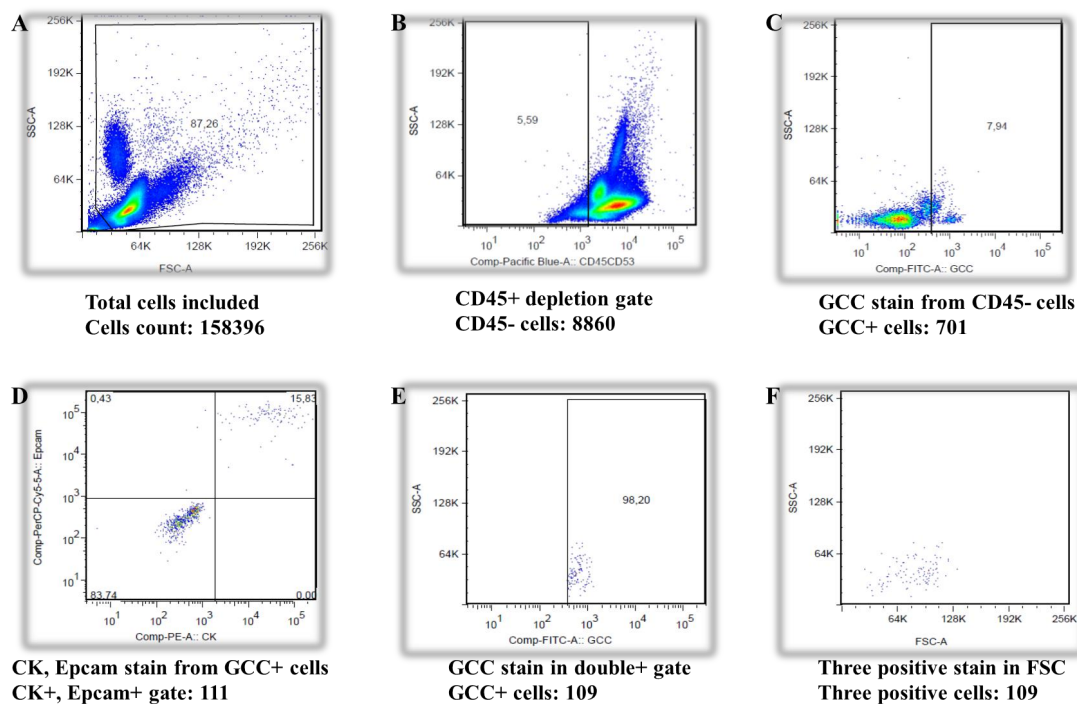 A
256K
192K
128K
64K
SSC-A
87,26
64K
128K
192K
256K
FSC-A
Total cells included
Cells count: 158396
B
256K
192K
128K
64K
SSC-A
5,59
10¹
10²
10³
10⁴
10⁵
Comp-Pacific Blue-A:: CD45CD53
CD45+ depletion gate
CD45- cells: 8860
C
256K
192K
128K
64K
SSC-A
7,94
10¹
10²
10³
10⁴
10⁵
Comp-FITC-A:: GCC
GCC stain from CD45- cells
GCC+ cells: 701
D
0,43
15,83
10⁵
10⁴
10³
10²
10¹
Comp-PerCP-Cy5-5-A:: Epcam
83,74
0,00
10¹
10²
10³
10⁴
10⁵
Comp-PE-A:: CK
CK, Epcam stain from GCC+ cells
CK+, Epcam+ gate: 111
E
256K
192K
128K
64K
SSC-A
98,20
10¹
10²
10³
10⁴
10⁵
Comp-FITC-A:: GCC
GCC stain in double+ gate
GCC+ cells: 109
F
256K
192K
128K
64K
SSC-A
64K
128K
192K
256K
FSC-A
Three positive stain in FSC
Three positive cells: 109